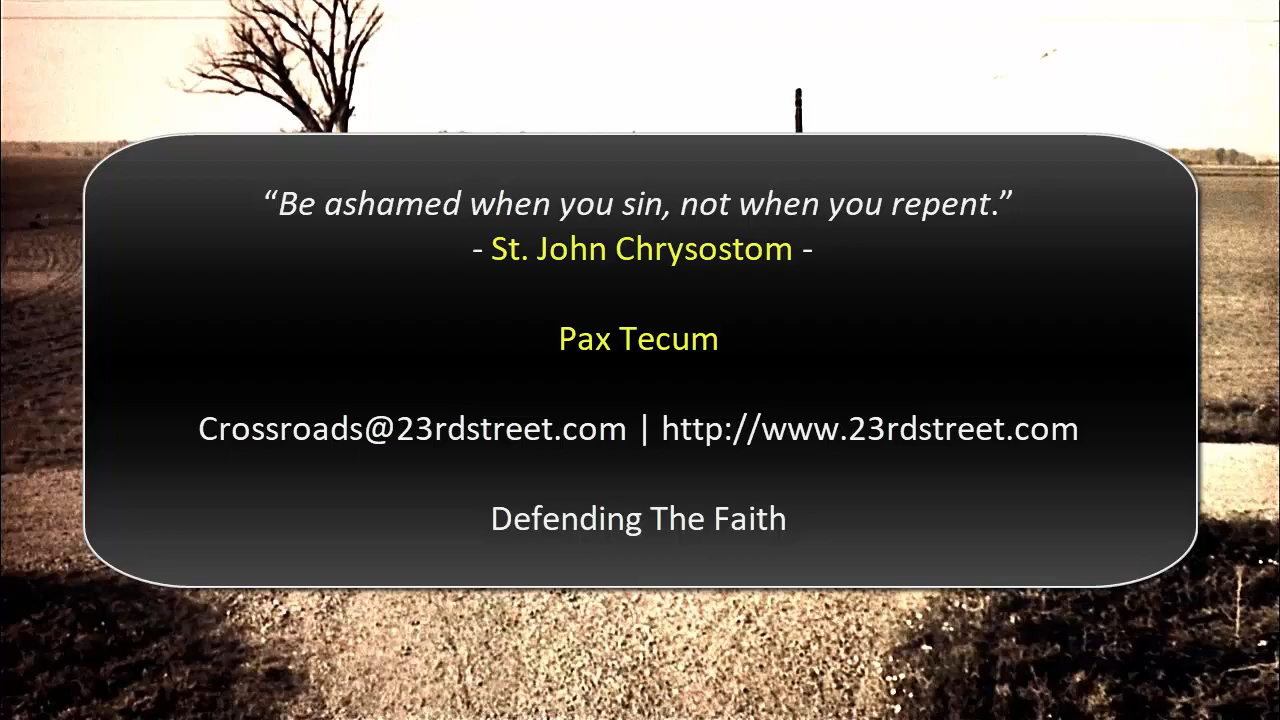 “Be ashamed when you sin, not when you repent.”
- St. John Chrysostom -
Pax Tecum
Crossroads@23rdstreet.com | http://www.23rdstreet.com
Defending The Faith